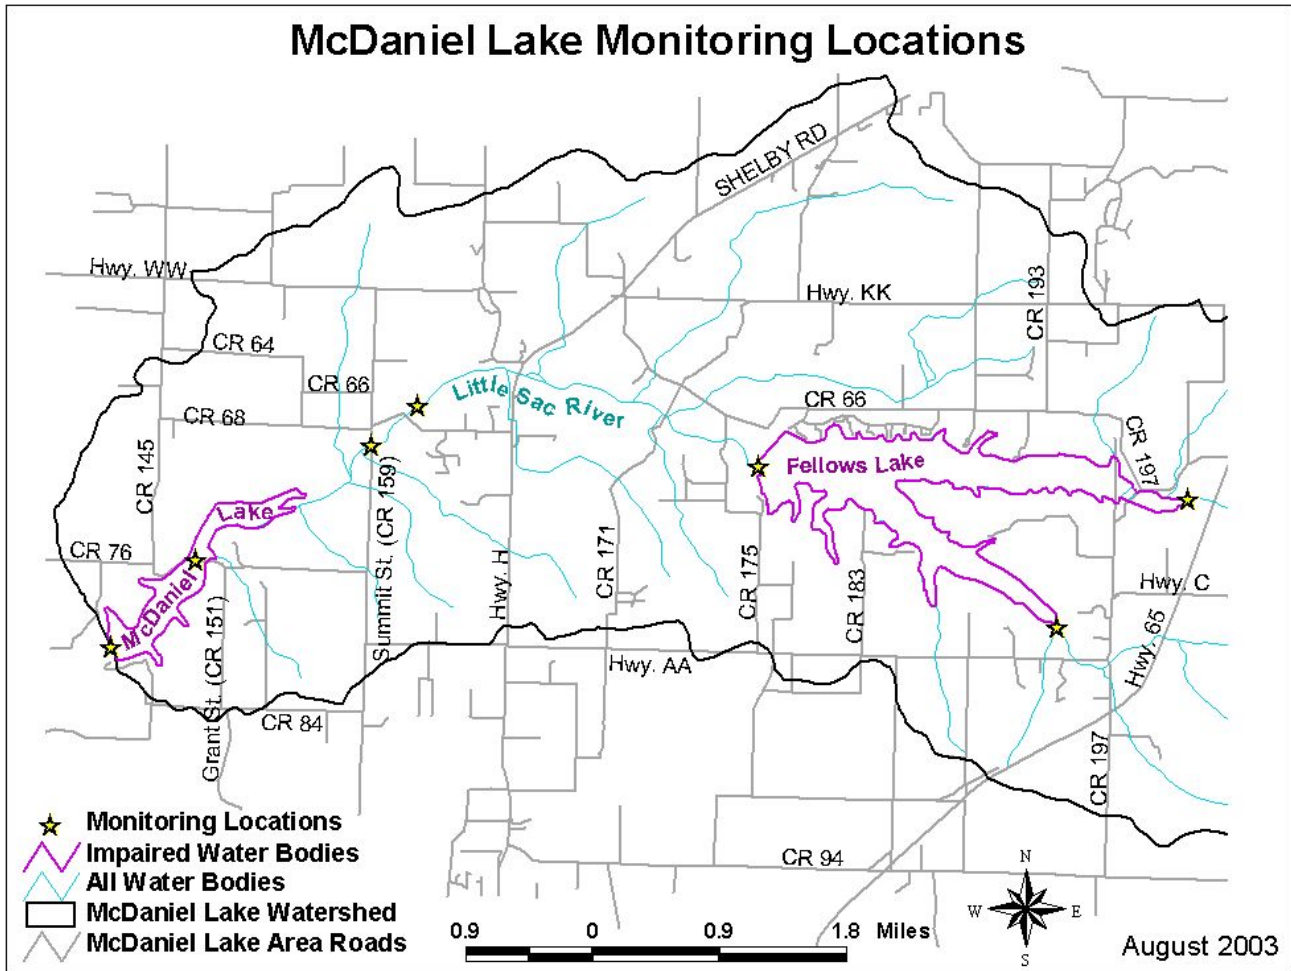 McDaniel Lake Monitoring Locations
SHELBY RD
Hwy. WW
Hwy. KK
CR 193
CR 64
CR 66
Little Sac River
CR 66
CR 68
CR 197
CR 145
Fellows Lake
Lake
Summit St. (CR 159)
CR 76
Hwy. H
CR 171
CR 175
CR 183
Hwy. C
McDaniel
Grant St. (CR 151)
Hwy. AA
Hwy. 65
CR 84
CR 197
CR 94
Monitoring Locations
Impaired Water Bodies
All Water Bodies
McDaniel Lake Watershed
McDaniel Lake Area Roads
0.9 0 0.9 1.8 Miles
N
W E
S
August 2003